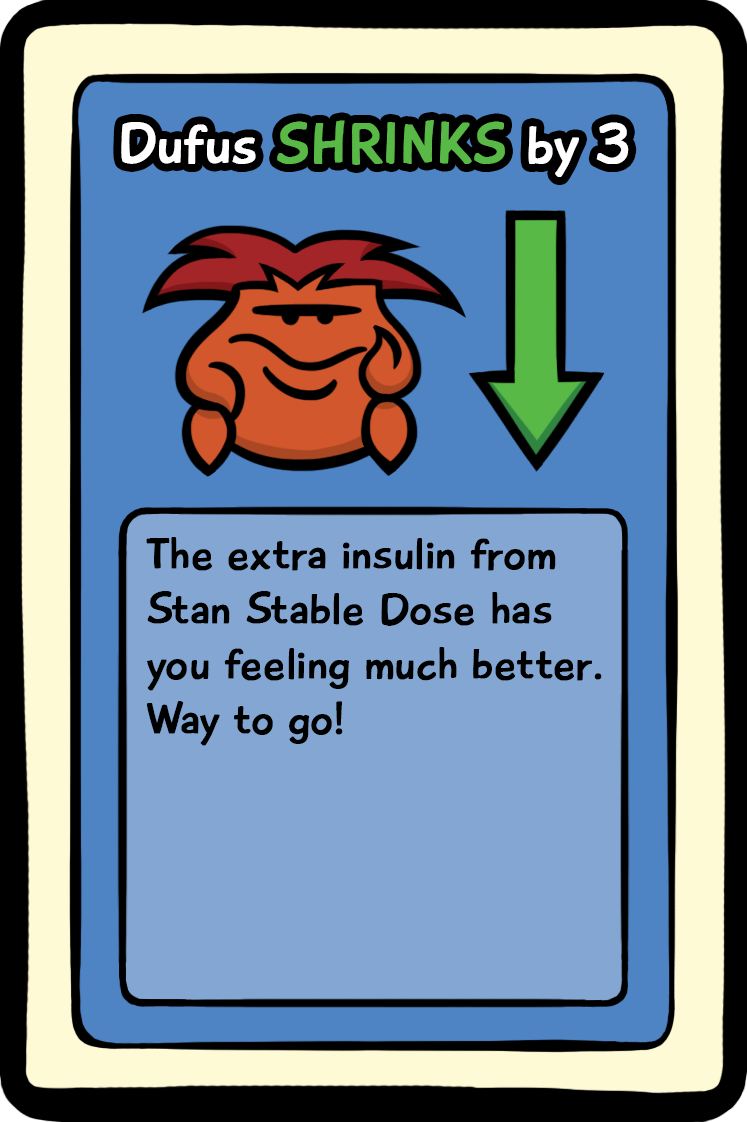 Dufus SHRINKS by 3
The extra insulin from
Stan Stable Dose has
you feeling much better.
Way to go!